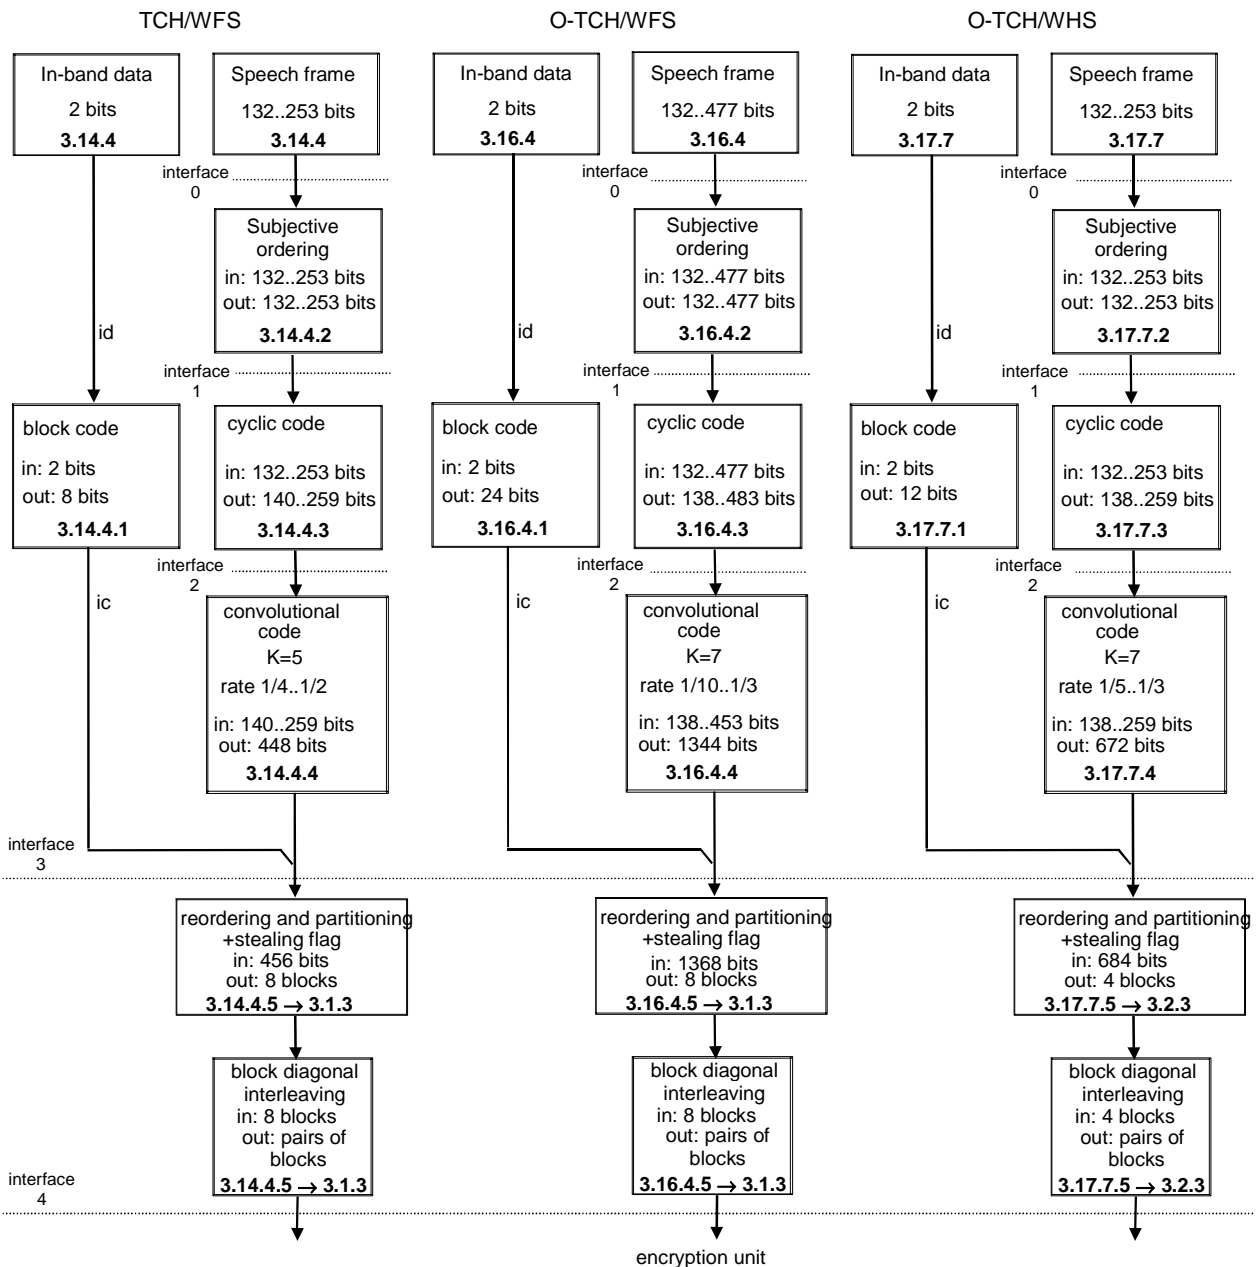 TCH/WFS
O-TCH/WFS
O-TCH/WHS
In-band data
2 bits
3.14.4
Speech frame
132..253 bits
3.14.4
In-band data
2 bits
3.16.4
Speech frame
132..477 bits
3.16.4
In-band data
2 bits
3.17.7
Speech frame
132..253 bits
3.17.7
interface
0
interface
0
interface
0
Subjective
ordering
in: 132..253 bits
out: 132..253 bits
3.14.4.2
Subjective
ordering
in: 132..477 bits
out: 132..477 bits
3.16.4.2
Subjective
ordering
in: 132..253 bits
out: 132..253 bits
3.17.7.2
id
id
id
interface
1
interface
1
interface
1
block code
in: 2 bits
out: 8 bits
3.14.4.1
cyclic code
in: 132..253 bits
out: 140..259 bits
3.14.4.3
block code
in: 2 bits
out: 24 bits
3.16.4.1
cyclic code
in: 132..477 bits
out: 138..483 bits
3.16.4.3
block code
in: 2 bits
out: 12 bits
3.17.7.1
cyclic code
in: 132..253 bits
out: 138..259 bits
3.17.7.3
interface
2
interface
2
interface
2
ic
ic
ic
convolutional
code
K=5
rate 1/4..1/2
in: 140..259 bits
out: 448 bits
3.14.4.4
convolutional
code
K=7
rate 1/10..1/3
in: 138..453 bits
out: 1344 bits
3.16.4.4
convolutional
code
K=7
rate 1/5..1/3
in: 138..259 bits
out: 672 bits
3.17.7.4
interface
3
reordering and partitioning
+stealing flag
in: 456 bits
out: 8 blocks
3.14.4.5 → 3.1.3
reordering and partitioning
+stealing flag
in: 1368 bits
out: 8 blocks
3.16.4.5 → 3.1.3
reordering and partitioning
+stealing flag
in: 684 bits
out: 4 blocks
3.17.7.5 → 3.2.3
block diagonal
interleaving
in: 8 blocks
out: pairs of
blocks
3.14.4.5 → 3.1.3
block diagonal
interleaving
in: 8 blocks
out: pairs of
blocks
3.16.4.5 → 3.1.3
block diagonal
interleaving
in: 4 blocks
out: pairs of
blocks
3.17.7.5 → 3.2.3
interface
4
encryption unit